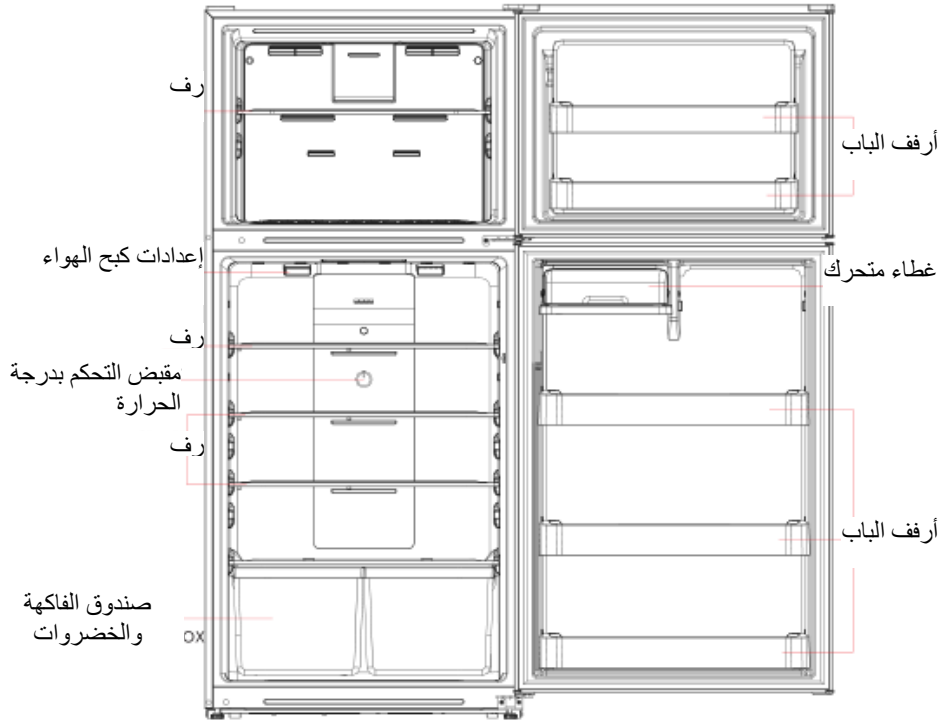 رف
أرفف الباب
إعدادات كبح الهواء
غطاء متحرك
رف
مقبض التحكم بدرجة
الحرارة
رف
أرفف الباب
صندوق الفاكهة
والخضروات
OX